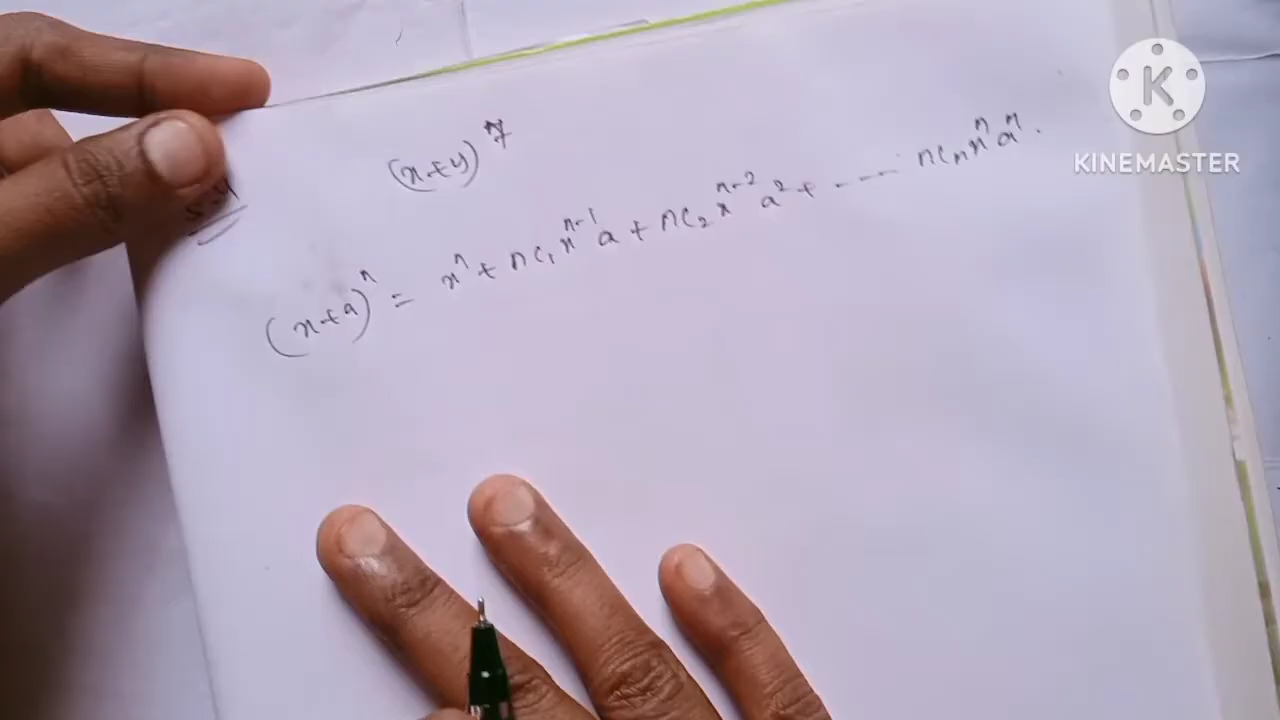 (x+y)^7
(x+a)^n = x^n + nC₁ x^n-1 a + nC₂ x^n-2 a^2 + ---- nCn x^n a^n.
K
KINEMASTER